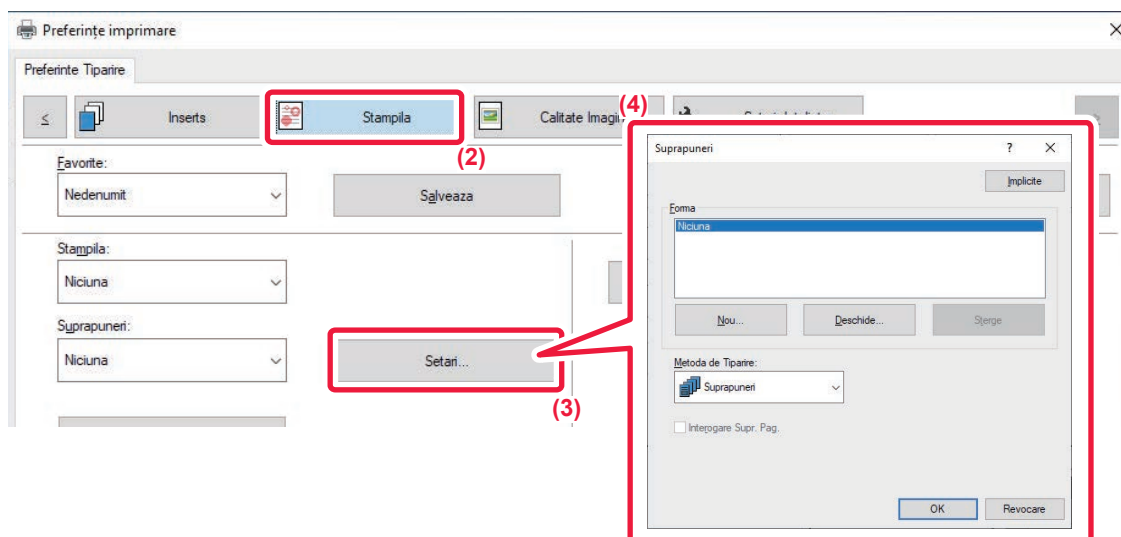 Preferințe imprimare
Preferinte Tiparire
Inserts
Stampila
Calitate
(4)
(2)
Favorite:
Nedenumit
Salveaza
Stampila:
Niciuna
Suprapuneri:
Niciuna
Setari...
(3)
Suprapuneri
?
Implicite
Forma
Niciuna
Nou...
Deschide...
Sterge
Metoda de Tiparire:
Suprapuneri
Interogare Supr. Pag.
OK
Revocare